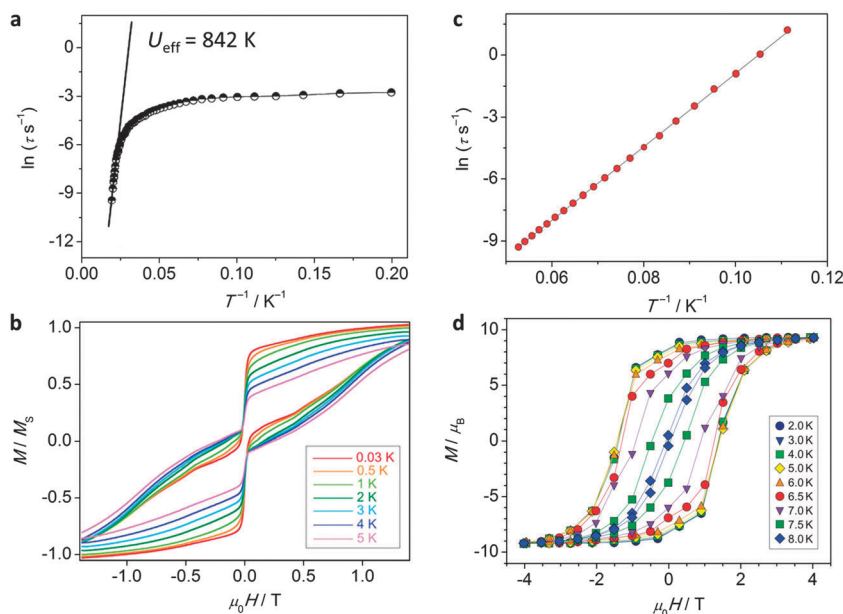 a
U_eff = 842 K
ln (τ s⁻¹)
0
-3
-6
-9
-12
0.00 0.05 0.10 0.15 0.20
T⁻¹ / K⁻¹
c
ln (τ s⁻¹)
0
-3
-6
-9
0.06 0.08 0.10 0.12
T⁻¹ / K⁻¹
b
M / M_S
1.0
0.5
0.0
-0.5
-1.0
0.03 K
0.5 K
1 K
2 K
3 K
4 K
5 K
-1.0 -0.5 0.0 0.5 1.0
μ₀H / T
d
M / μ_B
10
5
0
-5
-10
2.0 K
3.0 K
4.0 K
5.0 K
6.0 K
6.5 K
7.0 K
7.5 K
8.0 K
-4 -2 0 2 4
μ₀H / T